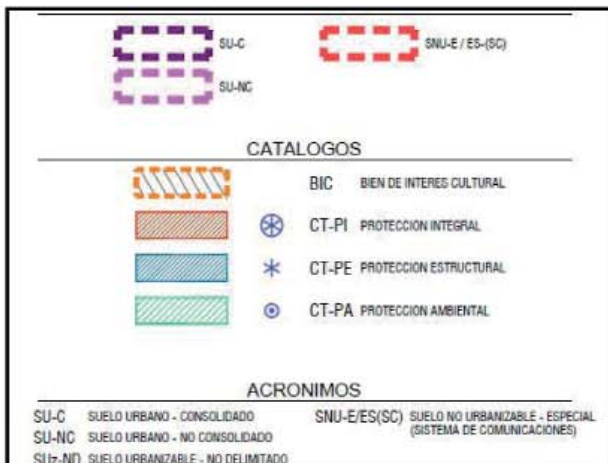 SU-C SNU-E / ES-(SC)
SU-NC
CATALOGOS
BIC BIEN DE INTERES CULTURAL
CT-PI PROTECCION INTEGRAL
CT-PE PROTECCION ESTRUCTURAL
CT-PA PROTECCION AMBIENTAL
ACRONIMOS
SU-C SUELO URBANO - CONSOLIDADO SNU-E/ES(SC) SUELO NO URBANIZABLE - ESPECIAL
(SISTEMA DE COMUNICACIONES)
SU-NC SUELO URBANO - NO CONSOLIDADO
SUz-ND SUELO URBANIZABLE - NO DELIMITADO